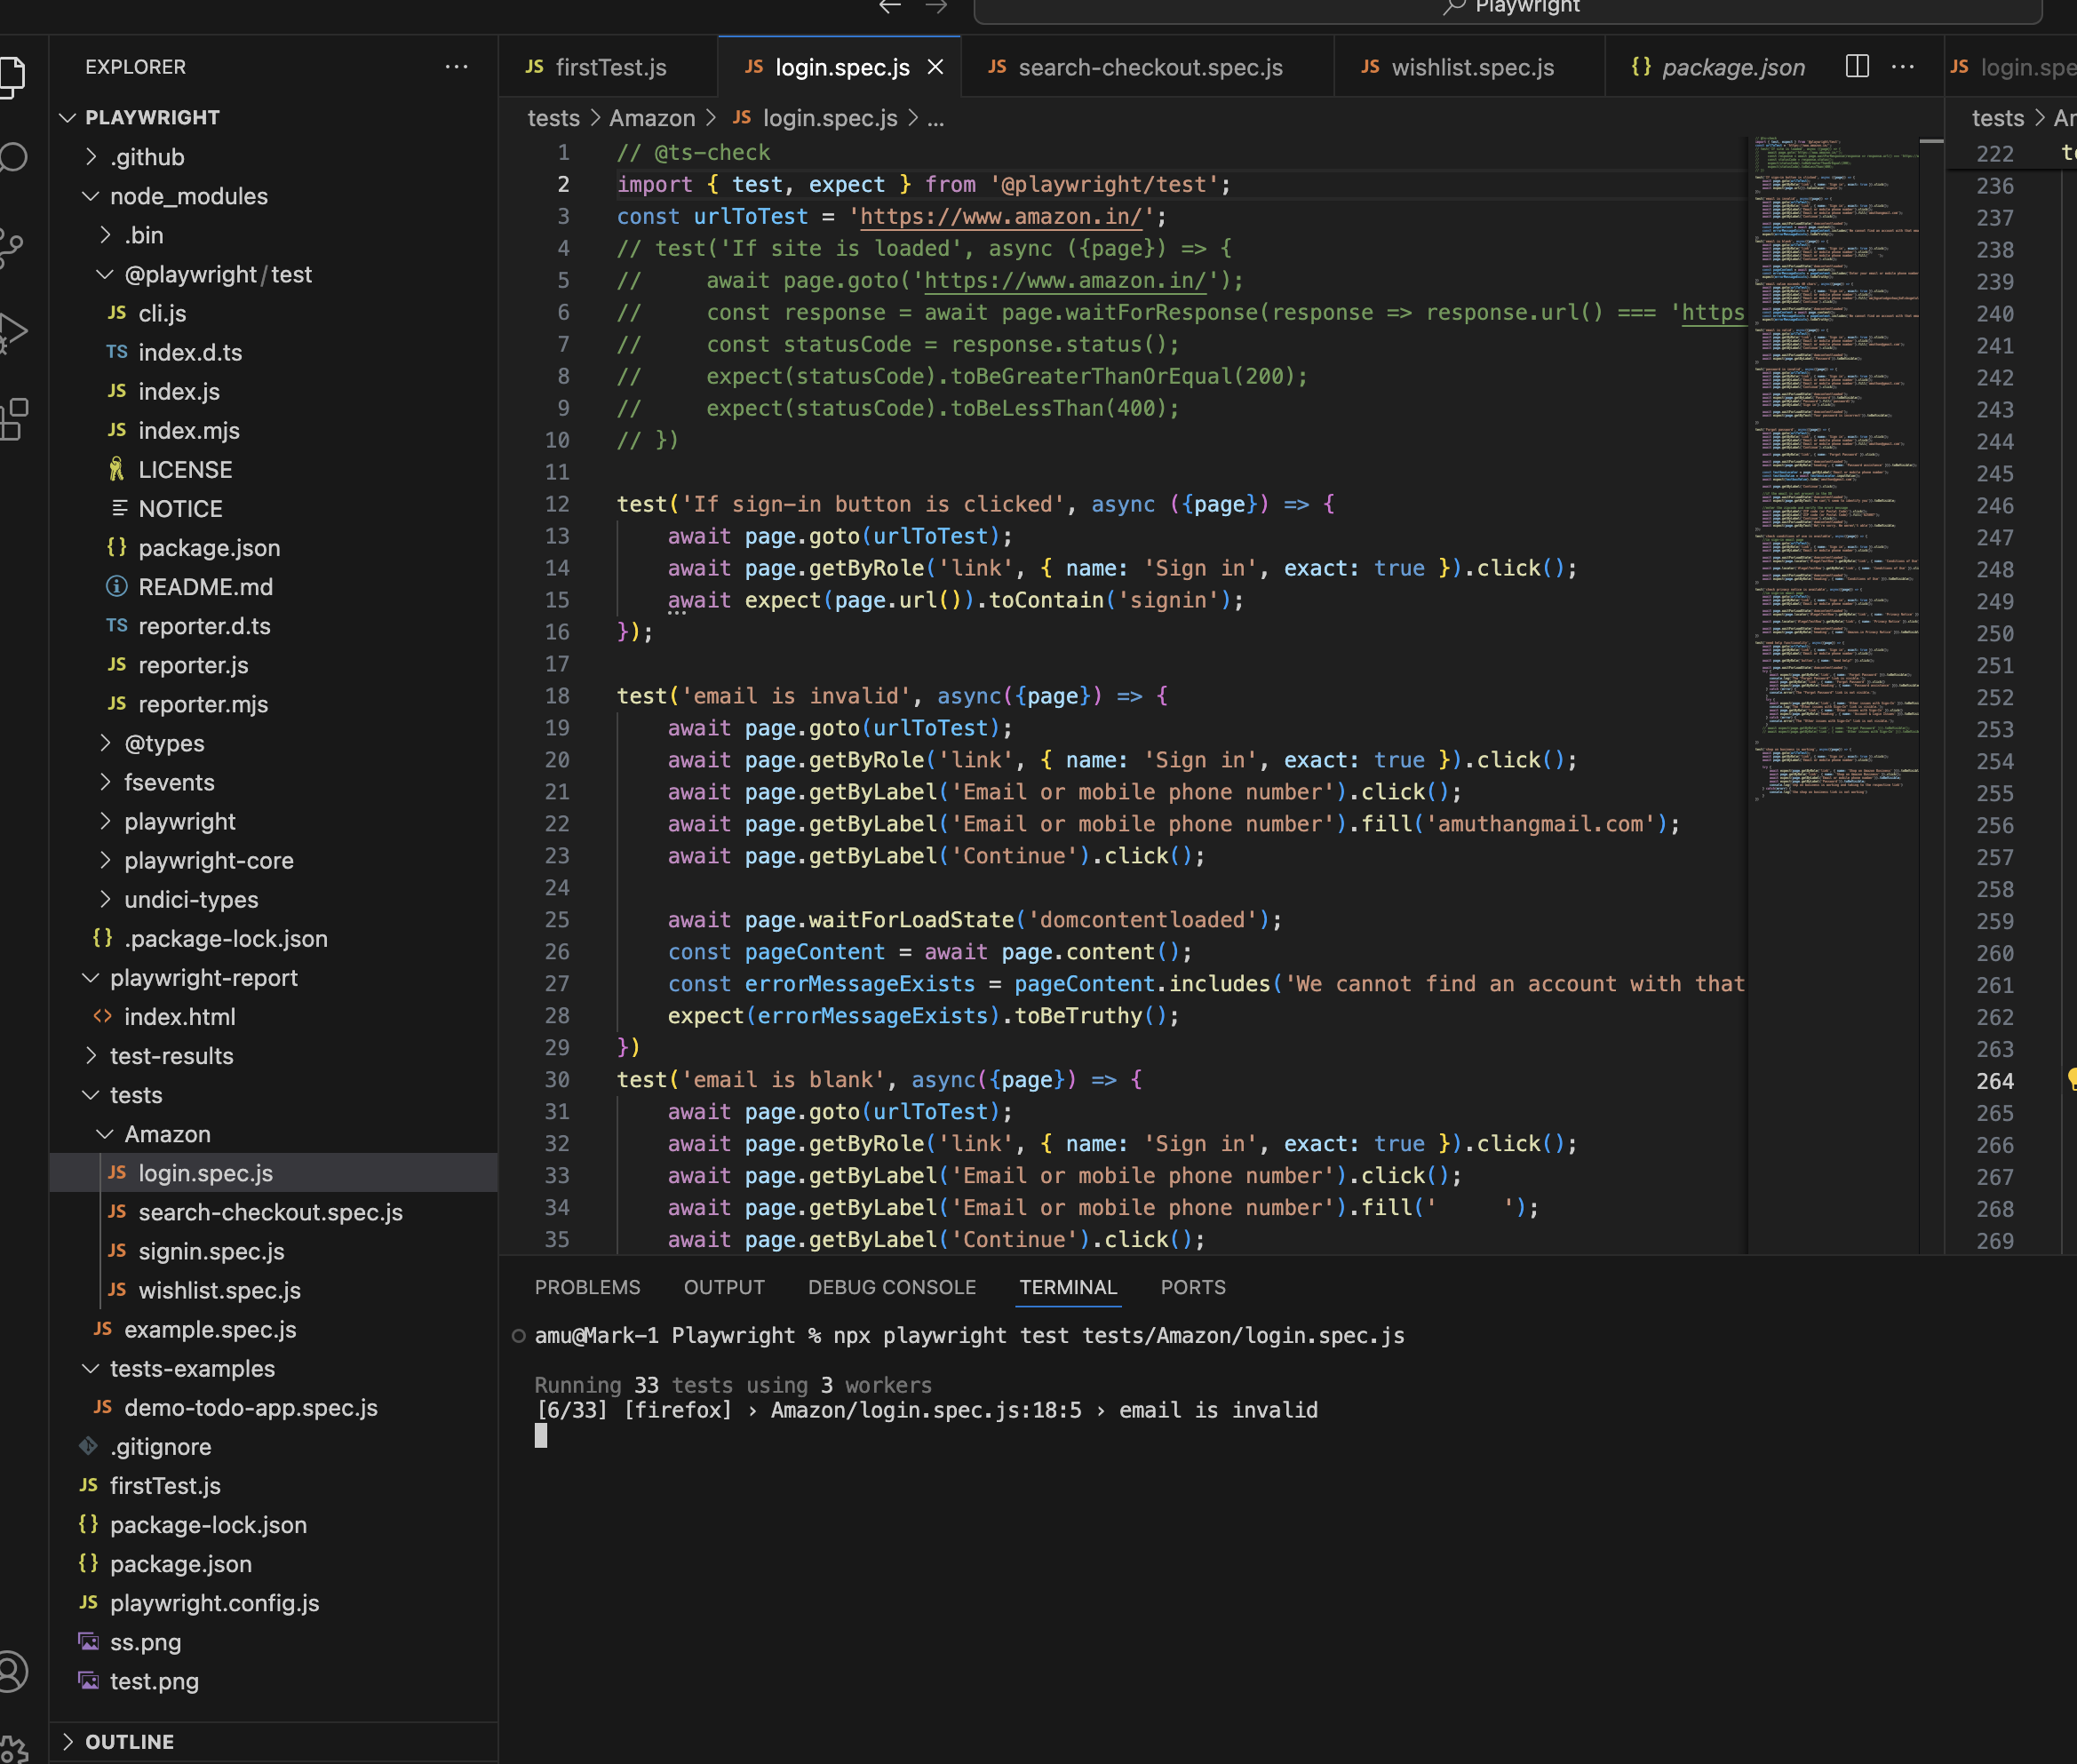 Playwright
EXPLORER
PLAYWRIGHT
.github
node_modules
.bin
@playwright/test
JS cli.js
TS index.d.ts
JS index.js
JS index.mjs
LICENSE
NOTICE
{} package.json
README.md
TS reporter.d.ts
JS reporter.js
JS reporter.mjs
@types
fsevents
playwright
playwright-core
undici-types
{} .package-lock.json
playwright-report
<> index.html
test-results
tests
Amazon
JS login.spec.js
JS search-checkout.spec.js
JS signin.spec.js
JS wishlist.spec.js
JS example.spec.js
tests-examples
JS demo-todo-app.spec.js
.gitignore
JS firstTest.js
{} package-lock.json
{} package.json
JS playwright.config.js
ss.png
test.png
OUTLINE
JS firstTest.js
JS login.spec.js
JS search-checkout.spec.js
JS wishlist.spec.js
{} package.json
JS login.spe
tests > Amazon > JS login.spec.js > ...
1 // @ts-check
2 import { test, expect } from '@playwright/test';
3 const urlToTest = 'https://www.amazon.in/';
4 // test('If site is loaded', async ({page}) => {
5 //     await page.goto('https://www.amazon.in/');
6 //     const response = await page.waitForResponse(response => response.url() === 'https
7 //     const statusCode = response.status();
8 //     expect(statusCode).toBeGreaterThanOrEqual(200);
9 //     expect(statusCode).toBeLessThan(400);
10 // })
11
12 test('If sign-in button is clicked', async ({page}) => {
13     await page.goto(urlToTest);
14     await page.getByRole('link', { name: 'Sign in', exact: true }).click();
15     await expect(page.url()).toContain('signin');
16 });
17
18 test('email is invalid', async({page}) => {
19     await page.goto(urlToTest);
20     await page.getByRole('link', { name: 'Sign in', exact: true }).click();
21     await page.getByLabel('Email or mobile phone number').click();
22     await page.getByLabel('Email or mobile phone number').fill('amuthangmail.com');
23     await page.getByLabel('Continue').click();
24
25     await page.waitForLoadState('domcontentloaded');
26     const pageContent = await page.content();
27     const errorMessageExists = pageContent.includes('We cannot find an account with that
28     expect(errorMessageExists).toBeTruthy();
29 })
30 test('email is blank', async({page}) => {
31     await page.goto(urlToTest);
32     await page.getByRole('link', { name: 'Sign in', exact: true }).click();
33     await page.getByLabel('Email or mobile phone number').click();
34     await page.getByLabel('Email or mobile phone number').fill('     ');
35     await page.getByLabel('Continue').click();
tests > Am
222 te
236
237
238
239
240
241
242
243
244
245
246
247
248
249
250
251
252
253
254
255
256
257
258
259
260
261
262
263
264
265
266
267
268
269
PROBLEMS
OUTPUT
DEBUG CONSOLE
TERMINAL
PORTS
amu@Mark-1 Playwright % npx playwright test tests/Amazon/login.spec.js
Running 33 tests using 3 workers
[6/33] [firefox] › Amazon/login.spec.js:18:5 › email is invalid